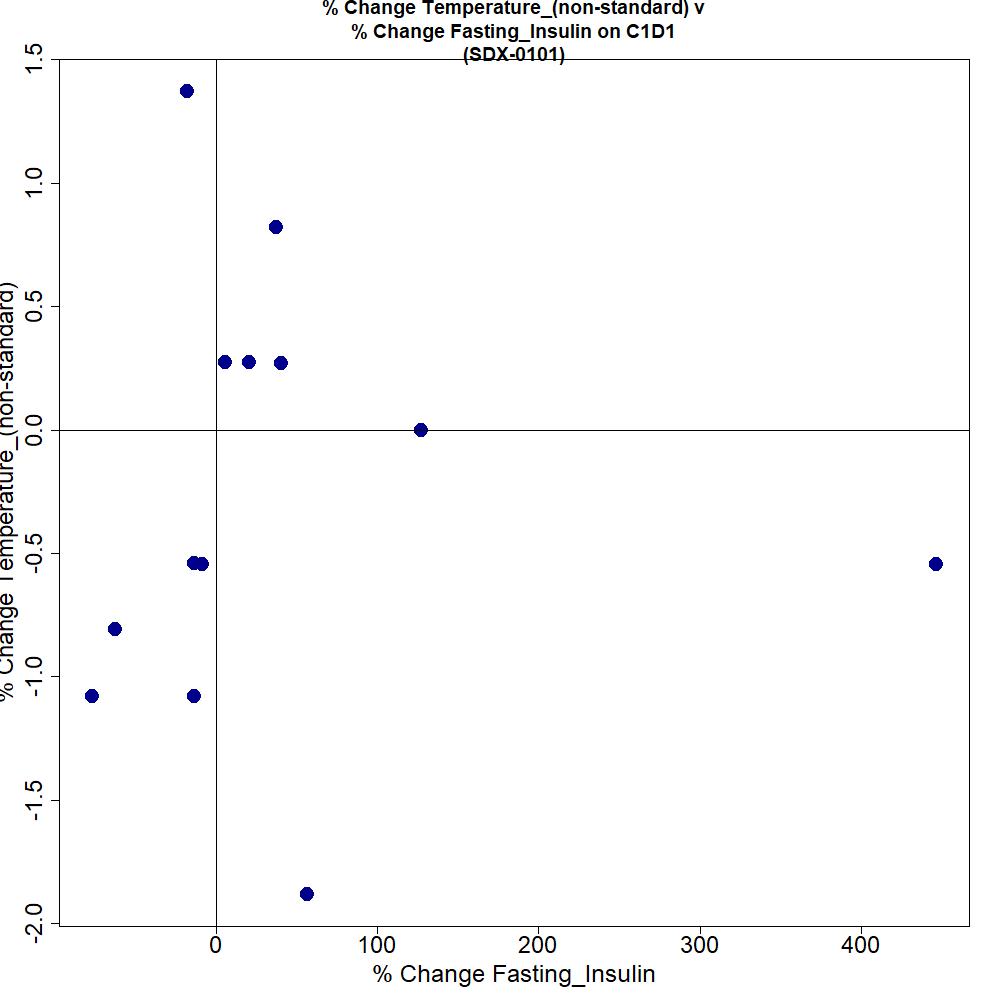 % Change Temperature_(non-standard) v
% Change Fasting_Insulin on C1D1
(SDX-0101)
1.5
1.0
0.5
0.0
-0.5
-1.0
-1.5
-2.0
% Change Temperature_(non-standard)
0 100 200 300 400
% Change Fasting_Insulin